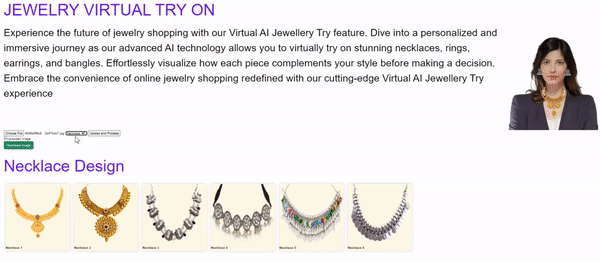 JEWELRY VIRTUAL TRY ON
Experience the future of jewelry shopping with our Virtual AI Jewellery Try feature. Dive into a personalized and
immersive journey as our advanced AI technology allows you to virtually try on stunning necklaces, rings,
earrings, and bangles. Effortlessly visualize how each piece complements your style before making a decision.
Embrace the convenience of online jewelry shopping redefined with our cutting-edge Virtual AI Jewellery Try
experience
Choose File Upload and Process
Download Image
Necklace Design
Necklace 1 Necklace 2 Necklace 3 Necklace 4 Necklace 5 Necklace 6